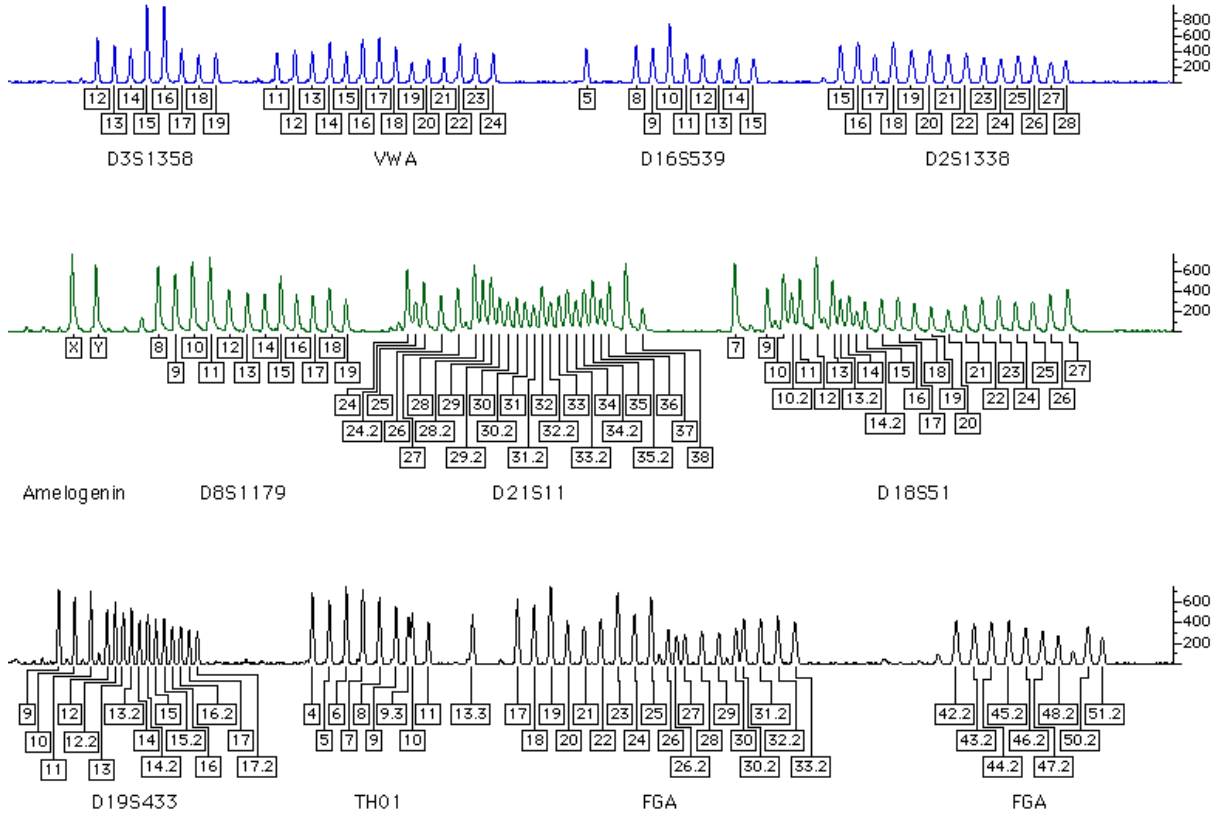 800
600
400
200
12 14 16 18 11 13 15 17 19 21 23 5 8 10 12 14 15 17 19 21 23 25 27
13 15 17 19 12 14 16 18 20 22 24 9 11 13 15 16 18 20 22 24 26 28
D3S1358 VWA D16S539 D2S1338
600
400
200
X Y 8 10 12 14 16 18 7 9
9 11 13 15 17 19 10 11 13 14 15 18 21 23 25 27
24 25 28 29 30 31 32 33 34 35 36 10.2 12 13.2 16 19 22 24 26
24.2 26 28.2 30.2 32.2 34.2 37 14.2 17 20
27 29.2 31.2 33.2 35.2 38
Amelogenin D8S1179 D21S11 D18S51
600
400
200
9 12 13.2 15 16.2 4 6 8 9.3 11 13.3 17 19 21 23 25 27 29 31.2 42.2 45.2 48.2 51.2
10 12.2 14 15.2 17 5 7 9 10 18 20 22 24 26 28 30 32.2 43.2 46.2 50.2
11 13 14.2 16 17.2 26.2 30.2 33.2 44.2 47.2
D19S433 TH01 FGA FGA